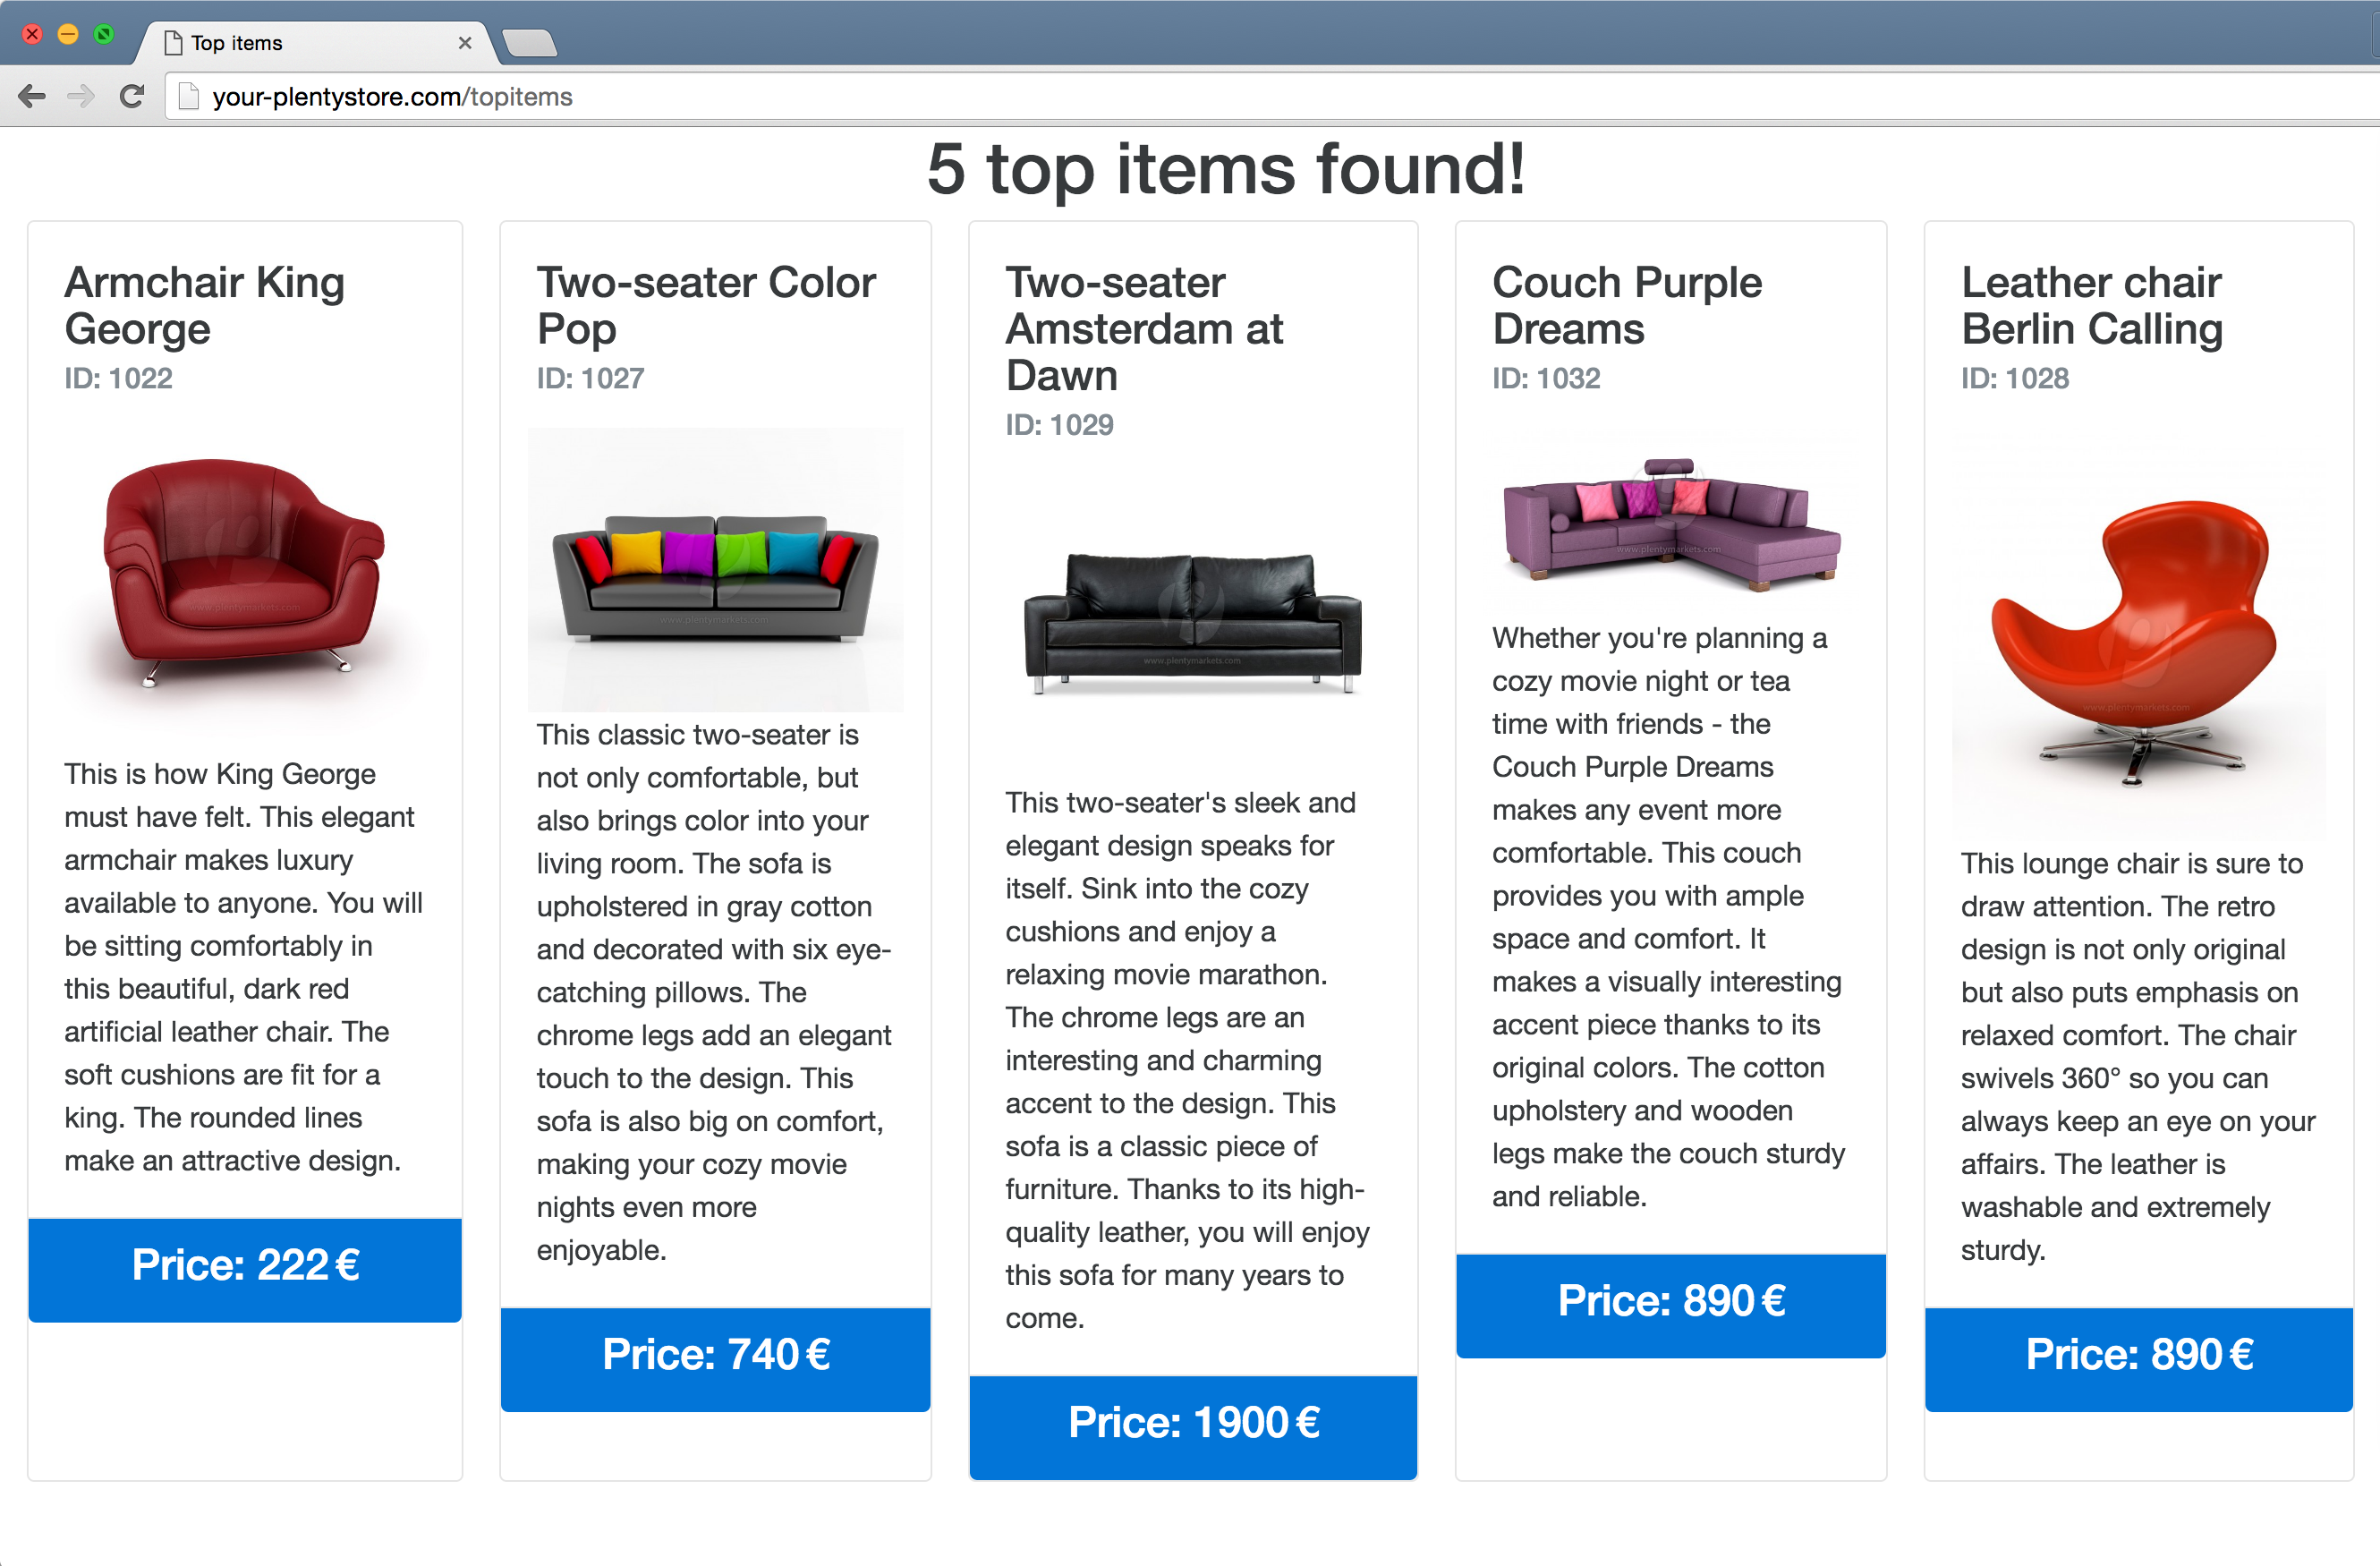 Top items
your-plentystore.com/topitems
5 top items found!
Armchair King
George
ID: 1022
www.plentymarkets.com
This is how King George
must have felt. This elegant
armchair makes luxury
available to anyone. You will
be sitting comfortably in
this beautiful, dark red
artificial leather chair. The
soft cushions are fit for a
king. The rounded lines
make an attractive design.
Price: 222 €
Two-seater Color
Pop
ID: 1027
www.plentymarkets.com
This classic two-seater is
not only comfortable, but
also brings color into your
living room. The sofa is
upholstered in gray cotton
and decorated with six eye-
catching pillows. The
chrome legs add an elegant
touch to the design. This
sofa is also big on comfort,
making your cozy movie
nights even more
enjoyable.
Price: 740 €
Two-seater
Amsterdam at
Dawn
ID: 1029
www.plentymarkets.com
This two-seater's sleek and
elegant design speaks for
itself. Sink into the cozy
cushions and enjoy a
relaxing movie marathon.
The chrome legs are an
interesting and charming
accent to the design. This
sofa is a classic piece of
furniture. Thanks to its high-
quality leather, you will enjoy
this sofa for many years to
come.
Price: 1900 €
Couch Purple
Dreams
ID: 1032
www.plentymarkets.com
Whether you're planning a
cozy movie night or tea
time with friends - the
Couch Purple Dreams
makes any event more
comfortable. This couch
provides you with ample
space and comfort. It
makes a visually interesting
accent piece thanks to its
original colors. The cotton
upholstery and wooden
legs make the couch sturdy
and reliable.
Price: 890 €
Leather chair
Berlin Calling
ID: 1028
www.plentymarkets.com
This lounge chair is sure to
draw attention. The retro
design is not only original
but also puts emphasis on
relaxed comfort. The chair
swivels 360° so you can
always keep an eye on your
affairs. The leather is
washable and extremely
sturdy.
Price: 890 €